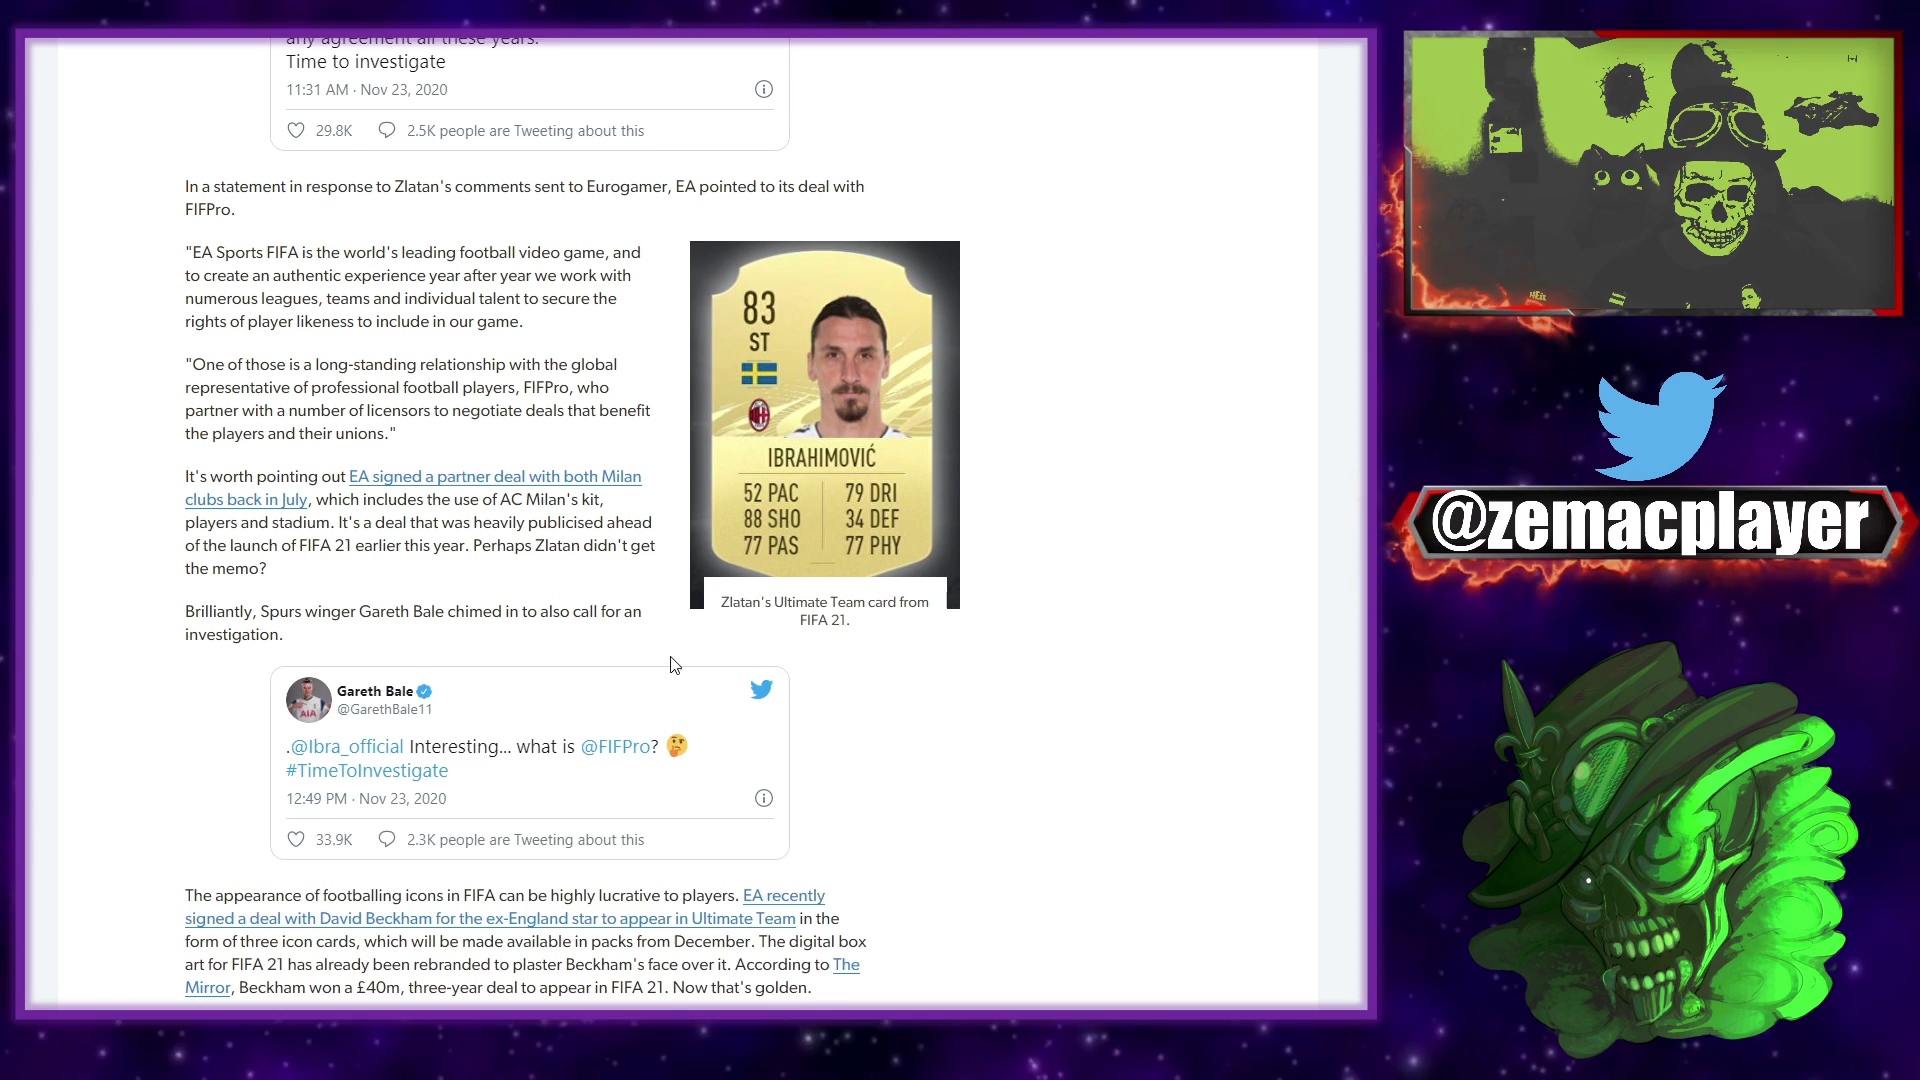 any agreement all these years.
Time to investigate
11:31 AM · Nov 23, 2020
29.8K 2.5K people are Tweeting about this
In a statement in response to Zlatan's comments sent to Eurogamer, EA pointed to its deal with
FIFPro.
"EA Sports FIFA is the world's leading football video game, and
to create an authentic experience year after year we work with
numerous leagues, teams and individual talent to secure the
rights of player likeness to include in our game.
"One of those is a long-standing relationship with the global
representative of professional football players, FIFPro, who
partner with a number of licensors to negotiate deals that benefit
the players and their unions."
It's worth pointing out EA signed a partner deal with both Milan
clubs back in July, which includes the use of AC Milan's kit,
players and stadium. It's a deal that was heavily publicised ahead
of the launch of FIFA 21 earlier this year. Perhaps Zlatan didn't get
the memo?
Brilliantly, Spurs winger Gareth Bale chimed in to also call for an
investigation.
83
ST
IBRAHIMOVIĆ
52 PAC 79 DRI
88 SHO 34 DEF
77 PAS 77 PHY
Zlatan's Ultimate Team card from
FIFA 21.
Gareth Bale
@GarethBale11
AIA
.@Ibra_official Interesting... what is @FIFPro? 🤔
#TimeToInvestigate
12:49 PM · Nov 23, 2020
33.9K 2.3K people are Tweeting about this
The appearance of footballing icons in FIFA can be highly lucrative to players. EA recently
signed a deal with David Beckham for the ex-England star to appear in Ultimate Team in the
form of three icon cards, which will be made available in packs from December. The digital box
art for FIFA 21 has already been rebranded to plaster Beckham's face over it. According to The
Mirror, Beckham won a £40m, three-year deal to appear in FIFA 21. Now that's golden.
@zemacplayer